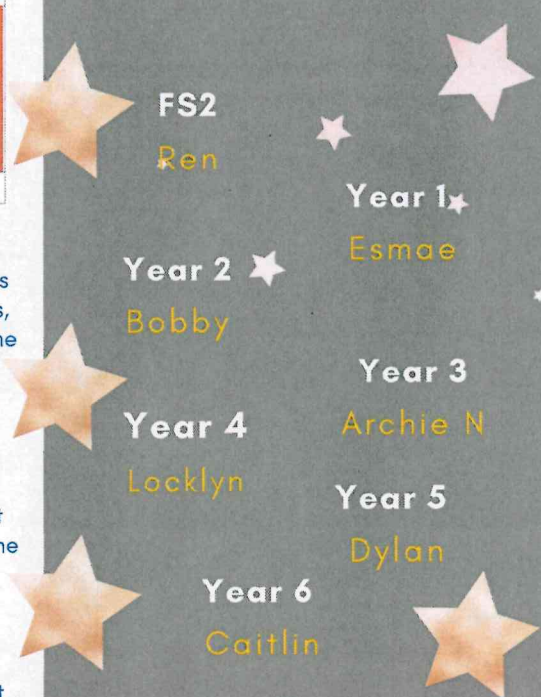 FS2
Ren
Year 1
Esmae
Year 2
Bobby
Year 3
Archie N
Year 4
Locklyn
Year 5
Dylan
Year 6
Caitlin